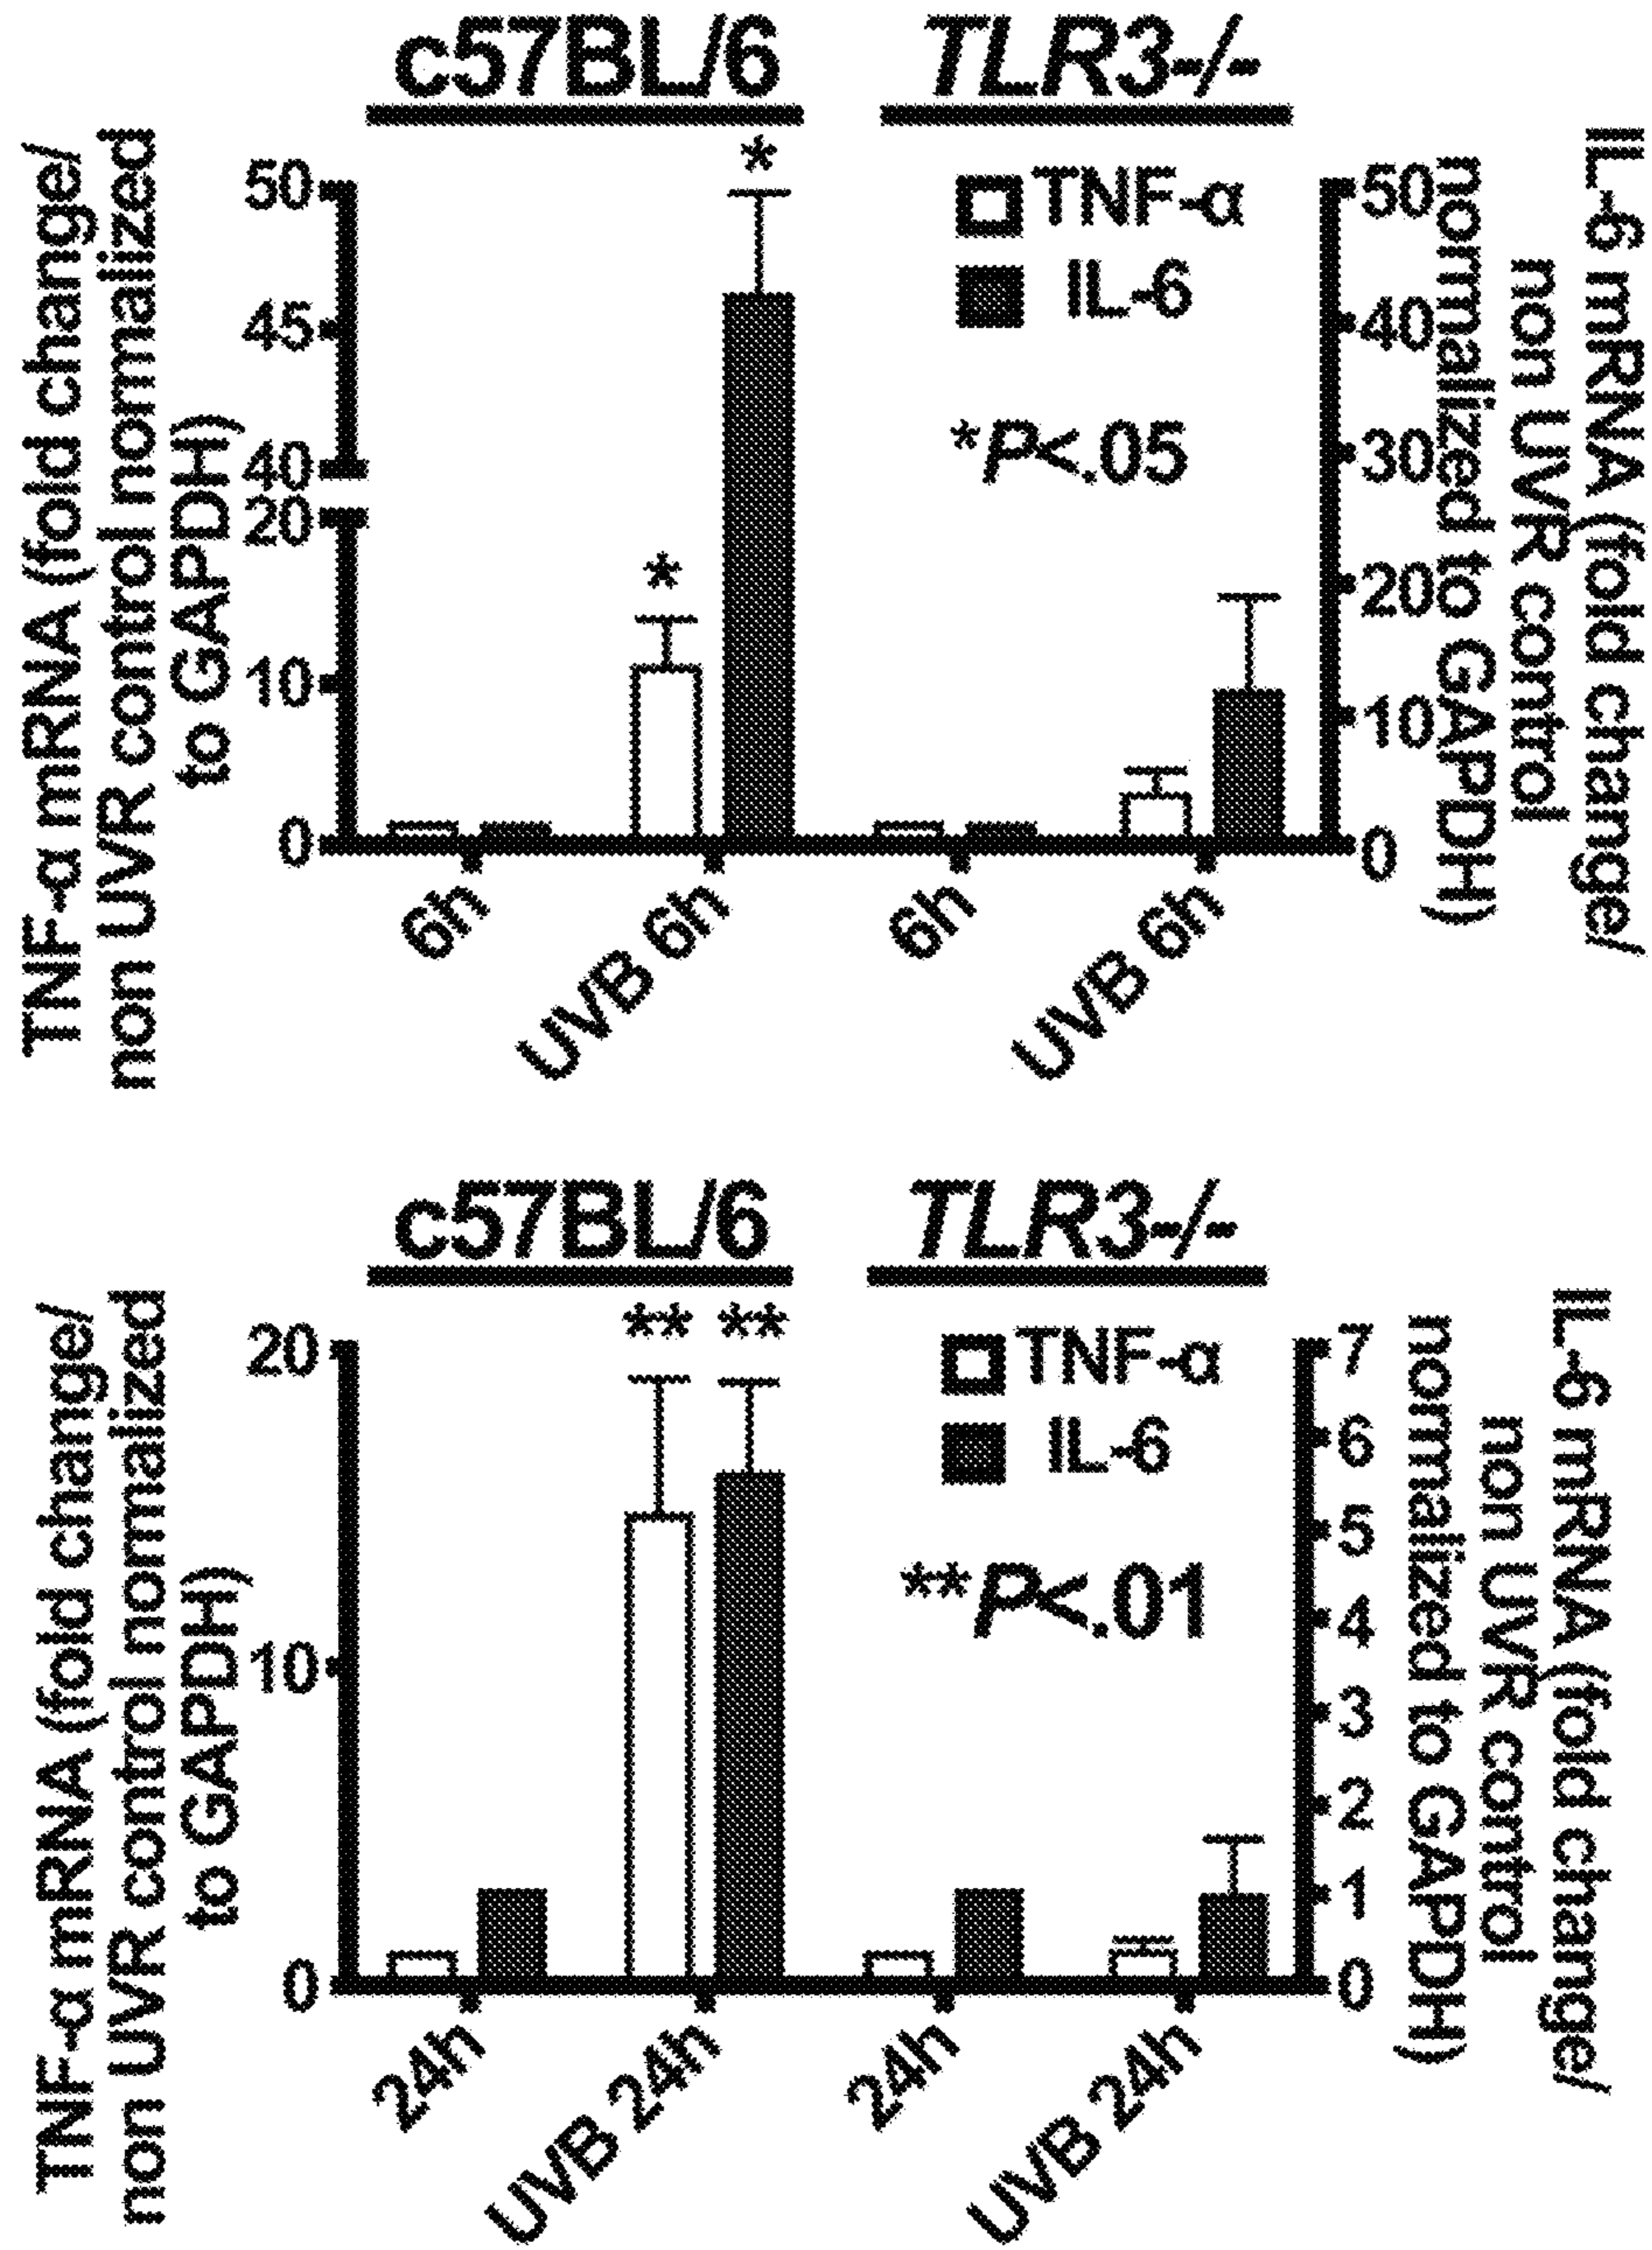 c57BL/6 TLR3-/-
TNF-α mRNA (fold change/
non UVR control normalized
to GAPDH)
50
45
40
20
10
0
*
*
TNF-α
IL-6
*P<.05
50
40
30
20
10
0
IL-6 mRNA (fold change/
non UVR control
normalized to GAPDH)
6h
UVB 6h
6h
UVB 6h
c57BL/6 TLR3-/-
TNF-α mRNA (fold change/
non UVR control normalized
to GAPDH)
20
10
0
** **
TNF-α
IL-6
**P<.01
7
6
5
4
3
2
1
0
IL-6 mRNA (fold change/
non UVR control
normalized to GAPDH)
24h
UVB 24h
24h
UVB 24h